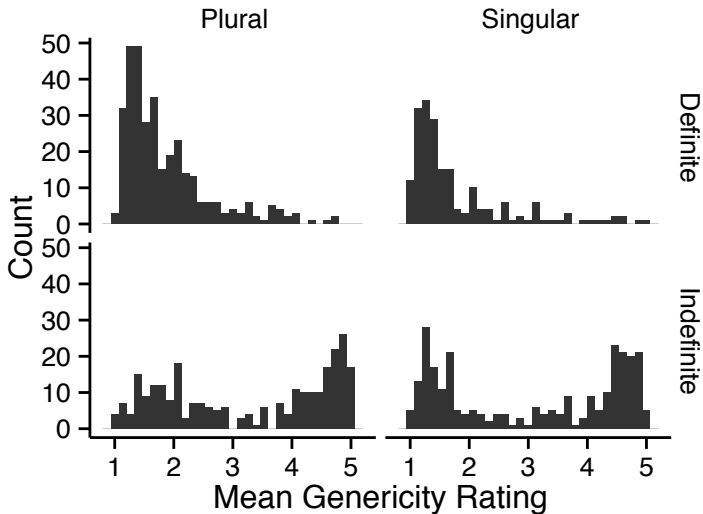 Plural Singular
50
40
30
20
10
0
Definite
Count
50
40
30
20
10
0
Indefinite
1 2 3 4 5 1 2 3 4 5
Mean Genericity Rating